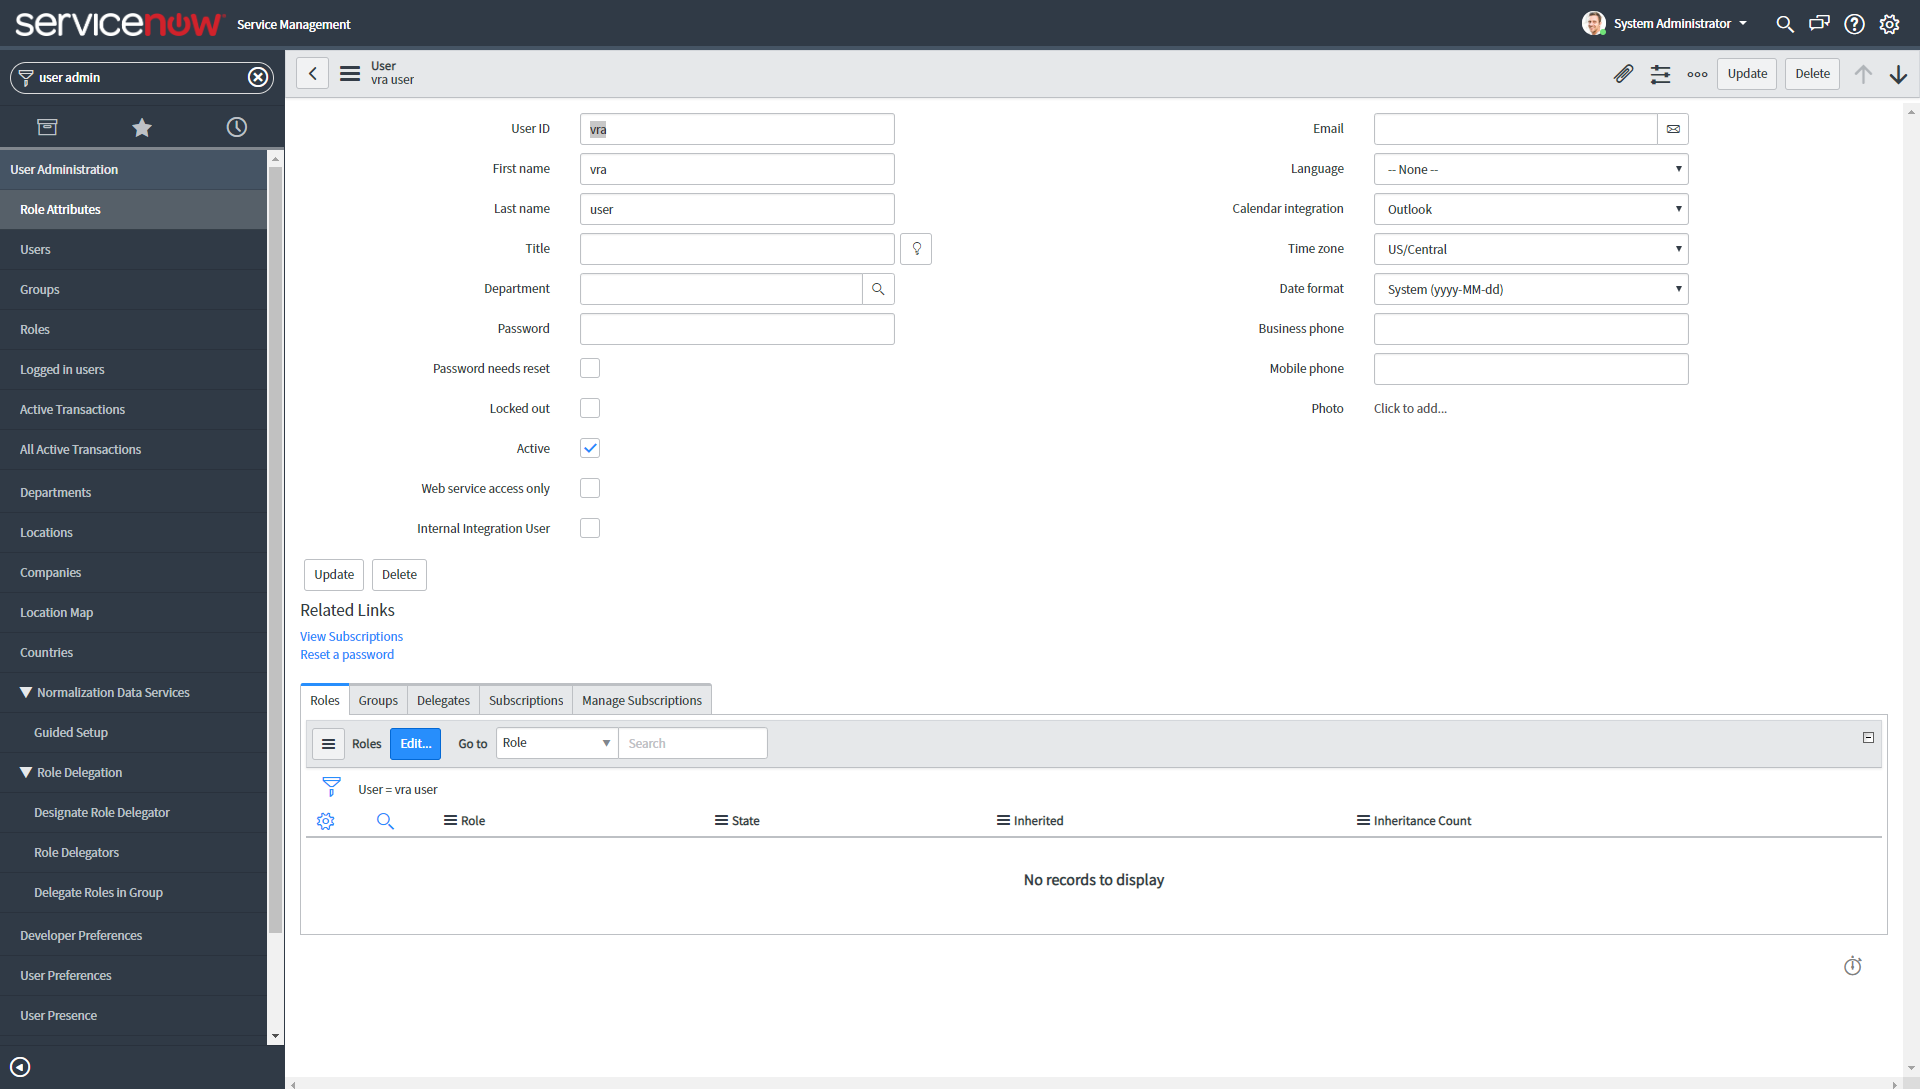 servicenow Service Management
System Administrator
user admin
User Administration
Role Attributes
Users
Groups
Roles
Logged in users
Active Transactions
All Active Transactions
Departments
Locations
Companies
Location Map
Countries
Normalization Data Services
Guided Setup
Role Delegation
Designate Role Delegator
Role Delegators
Delegate Roles in Group
Developer Preferences
User Preferences
User Presence
User
vra user
Update Delete
User ID vra
First name vra
Last name user
Title
Department
Password
Password needs reset
Locked out
Active
Web service access only
Internal Integration User
Email
Language -- None --
Calendar integration Outlook
Time zone US/Central
Date format System (yyyy-MM-dd)
Business phone
Mobile phone
Photo Click to add...
Update Delete
Related Links
View Subscriptions
Reset a password
Roles Groups Delegates Subscriptions Manage Subscriptions
Roles Edit... Go to Role Search
User = vra user
Role State Inherited Inheritance Count
No records to display